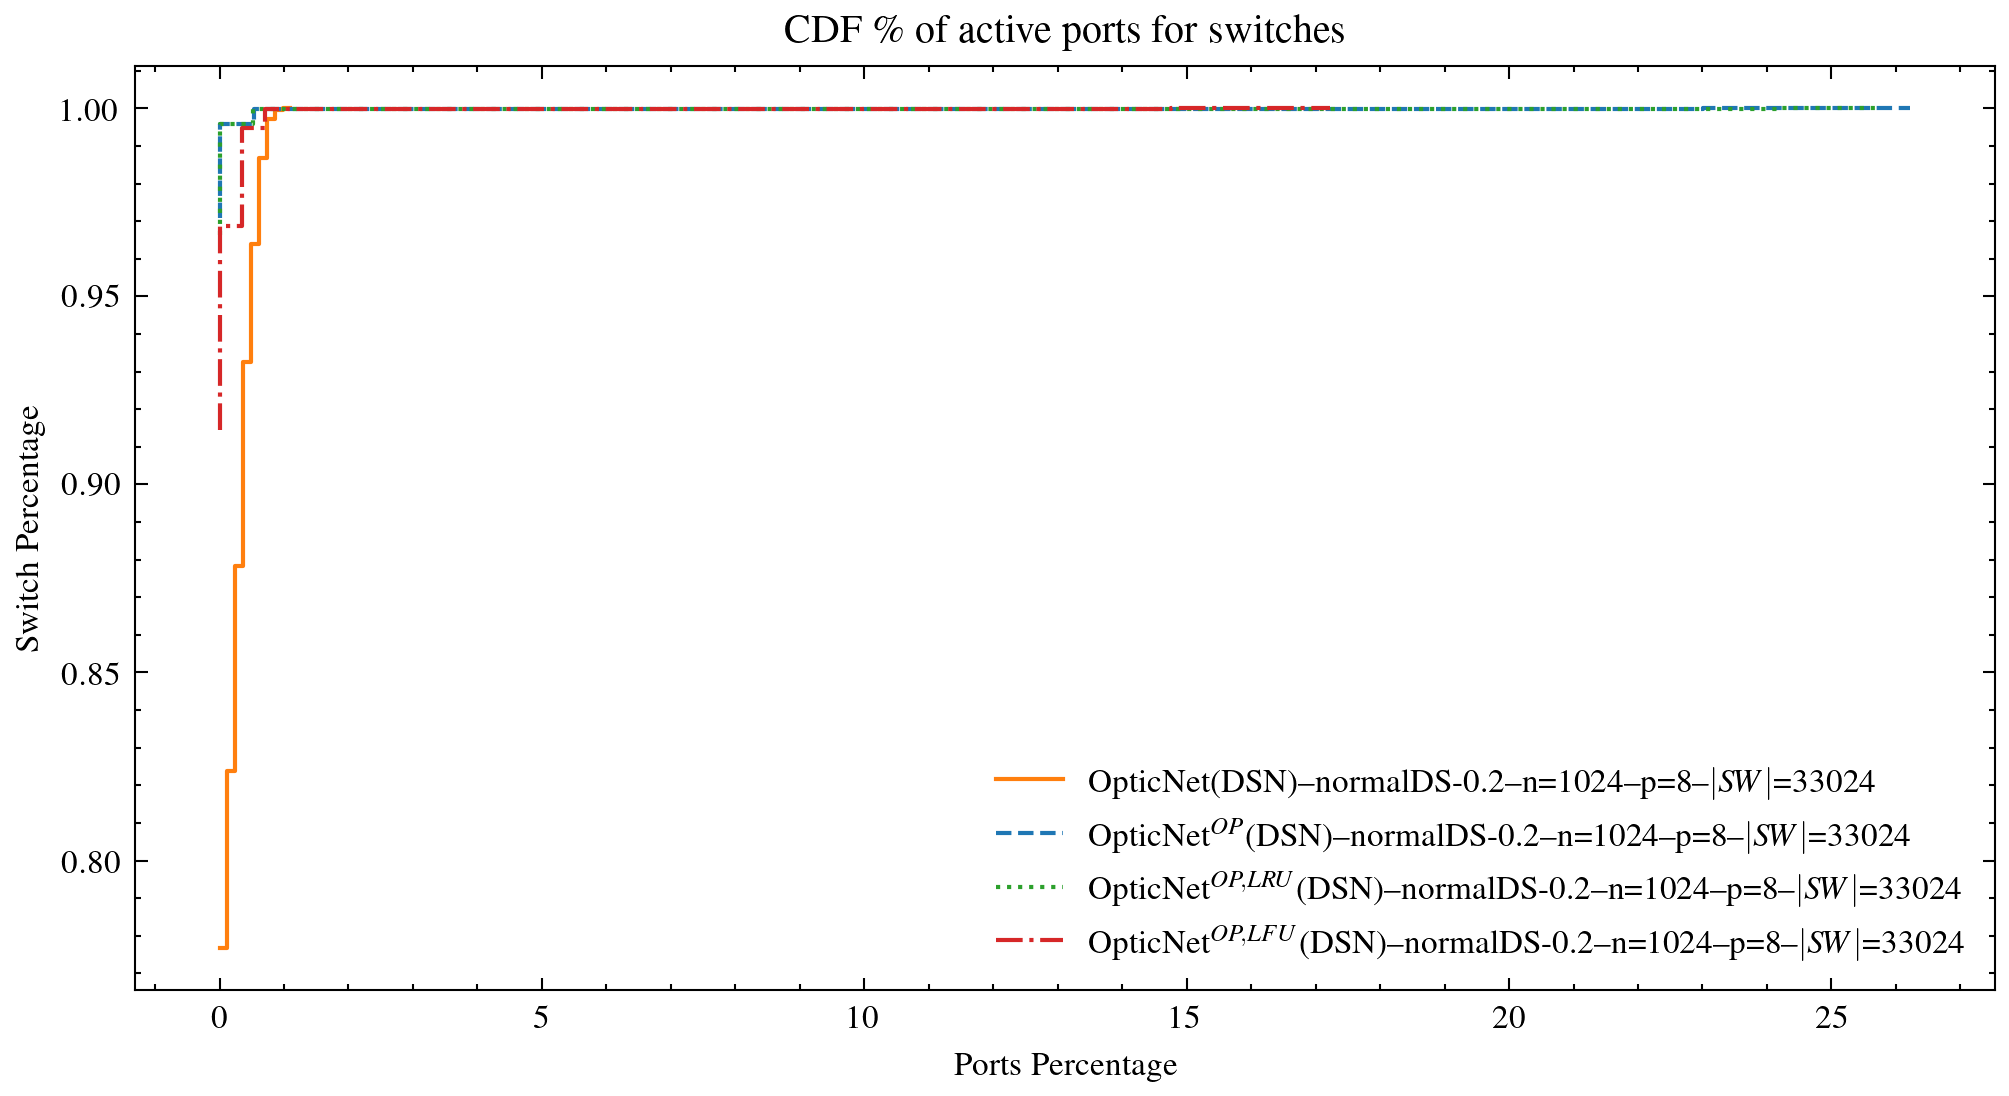 CDF % of active ports for switches
1.00
0.95
0.90
0.85
0.80
Switch Percentage
OpticNet(DSN)–normalDS-0.2–n=1024–p=8–|SW|=33024
OpticNet^OP(DSN)–normalDS-0.2–n=1024–p=8–|SW|=33024
OpticNet^OP,LRU(DSN)–normalDS-0.2–n=1024–p=8–|SW|=33024
OpticNet^OP,LFU(DSN)–normalDS-0.2–n=1024–p=8–|SW|=33024
0 5 10 15 20 25
Ports Percentage